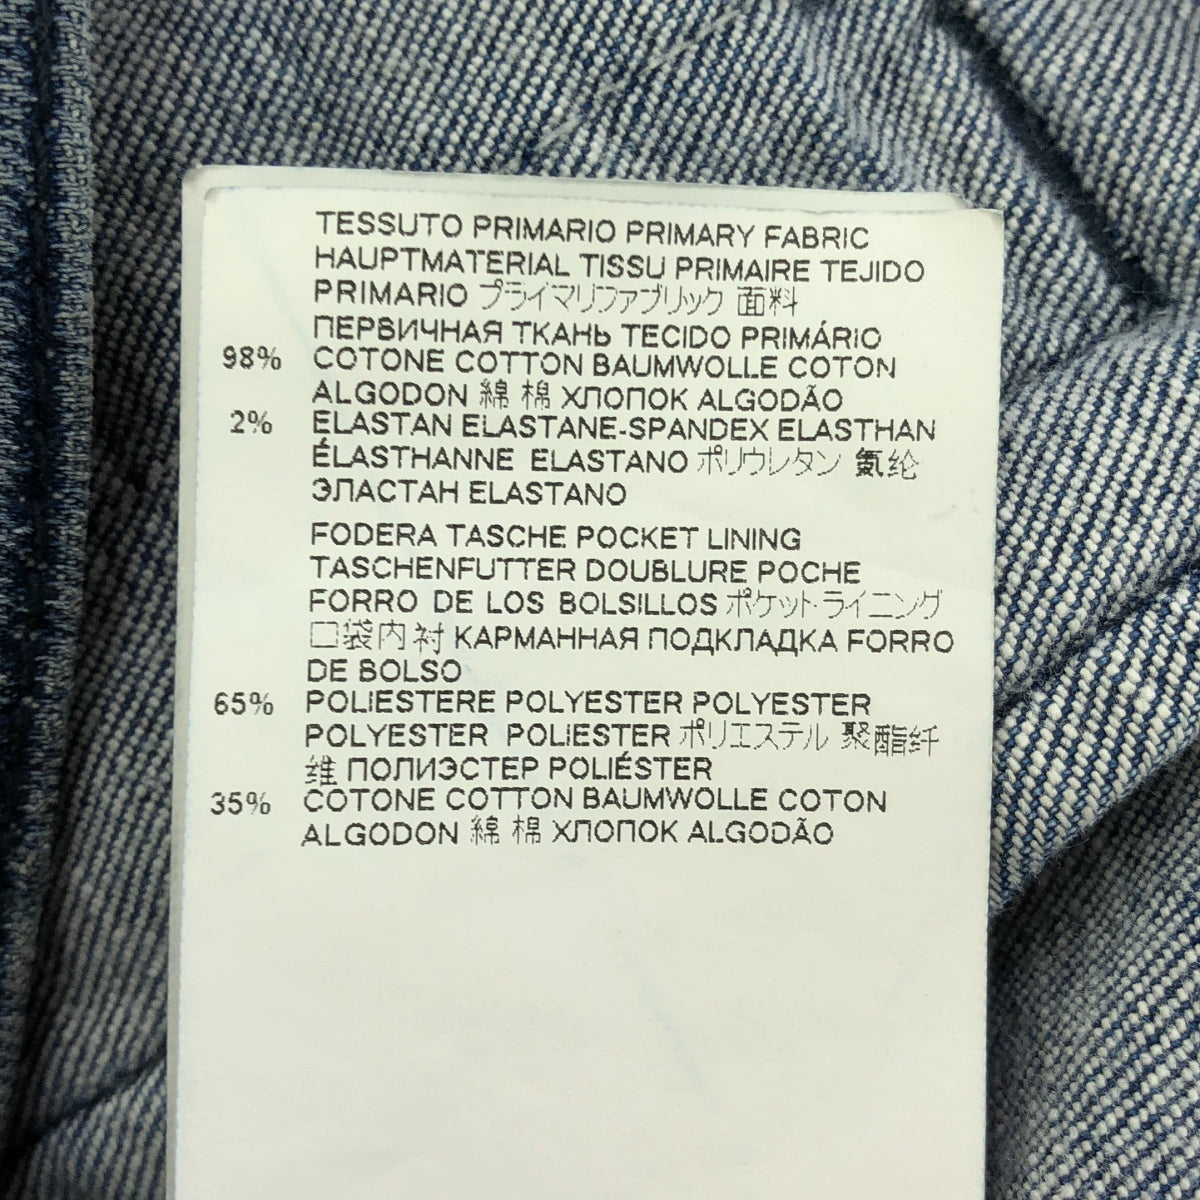 TESSUTO PRIMARIO PRIMARY FABRIC
HAUPTMATERIAL TISSU PRIMAIRE TEJIDO
PRIMARIO プライマリファブリック 面料
ПЕРВИЧНАЯ ТКАНЬ TECIDO PRIMÁRIO
98% COTONE COTTON BAUMWOLLE COTON
ALGODON 綿 棉 ХЛОПОК ALGODÃO
2% ELASTAN ELASTANE-SPANDEX ELASTHAN
ÉLASTHANNE ELASTANO ポリウレタン 氨纶
ЭЛАСТАН ELASTANO
FODERA TASCHE POCKET LINING
TASCHENFUTTER DOUBLURE POCHE
FORRO DE LOS BOLSILLOS ポケット・ライニング
口袋内衬 КАРМАННАЯ ПОДКЛАДКА FORRO
DE BOLSO
65% POLIESTERE POLYESTER POLYESTER
POLYESTER POLIESTER ポリエステル 聚酯纤
维 ПОЛИЭСТЕР POLIÉSTER
35% COTONE COTTON BAUMWOLLE COTON
ALGODON 綿 棉 ХЛОПОК ALGODÃO